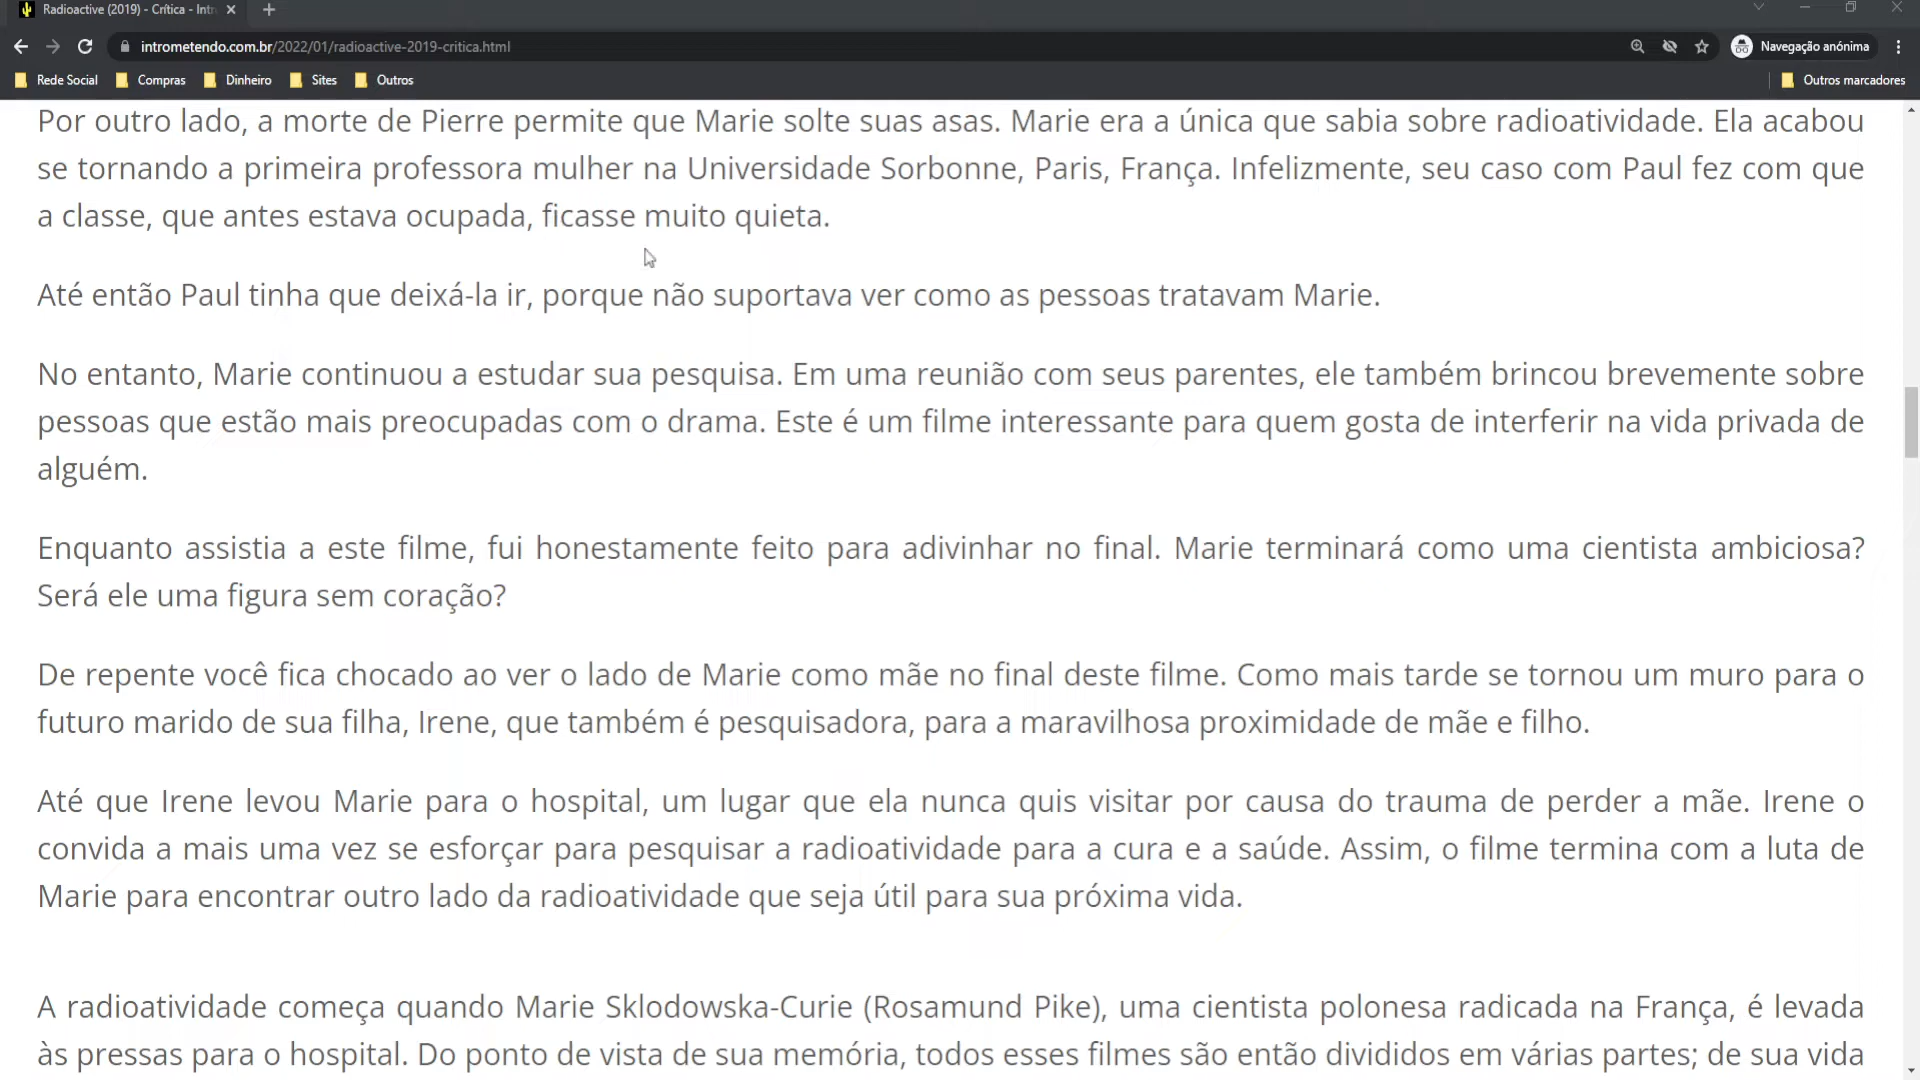 Radioactive (2019) - Crítica - Intr
intrometendo.com.br/2022/01/radioactive-2019-critica.html
Navegação anónima
Rede Social
Compras
Dinheiro
Sites
Outros
Outros marcadores
Por outro lado, a morte de Pierre permite que Marie solte suas asas. Marie era a única que sabia sobre radioatividade. Ela acabou
se tornando a primeira professora mulher na Universidade Sorbonne, Paris, França. Infelizmente, seu caso com Paul fez com que
a classe, que antes estava ocupada, ficasse muito quieta.
Até então Paul tinha que deixá-la ir, porque não suportava ver como as pessoas tratavam Marie.
No entanto, Marie continuou a estudar sua pesquisa. Em uma reunião com seus parentes, ele também brincou brevemente sobre
pessoas que estão mais preocupadas com o drama. Este é um filme interessante para quem gosta de interferir na vida privada de
alguém.
Enquanto assistia a este filme, fui honestamente feito para adivinhar no final. Marie terminará como uma cientista ambiciosa?
Será ele uma figura sem coração?
De repente você fica chocado ao ver o lado de Marie como mãe no final deste filme. Como mais tarde se tornou um muro para o
futuro marido de sua filha, Irene, que também é pesquisadora, para a maravilhosa proximidade de mãe e filho.
Até que Irene levou Marie para o hospital, um lugar que ela nunca quis visitar por causa do trauma de perder a mãe. Irene o
convida a mais uma vez se esforçar para pesquisar a radioatividade para a cura e a saúde. Assim, o filme termina com a luta de
Marie para encontrar outro lado da radioatividade que seja útil para sua próxima vida.
A radioatividade começa quando Marie Sklodowska-Curie (Rosamund Pike), uma cientista polonesa radicada na França, é levada
às pressas para o hospital. Do ponto de vista de sua memória, todos esses filmes são então divididos em várias partes; de sua vida